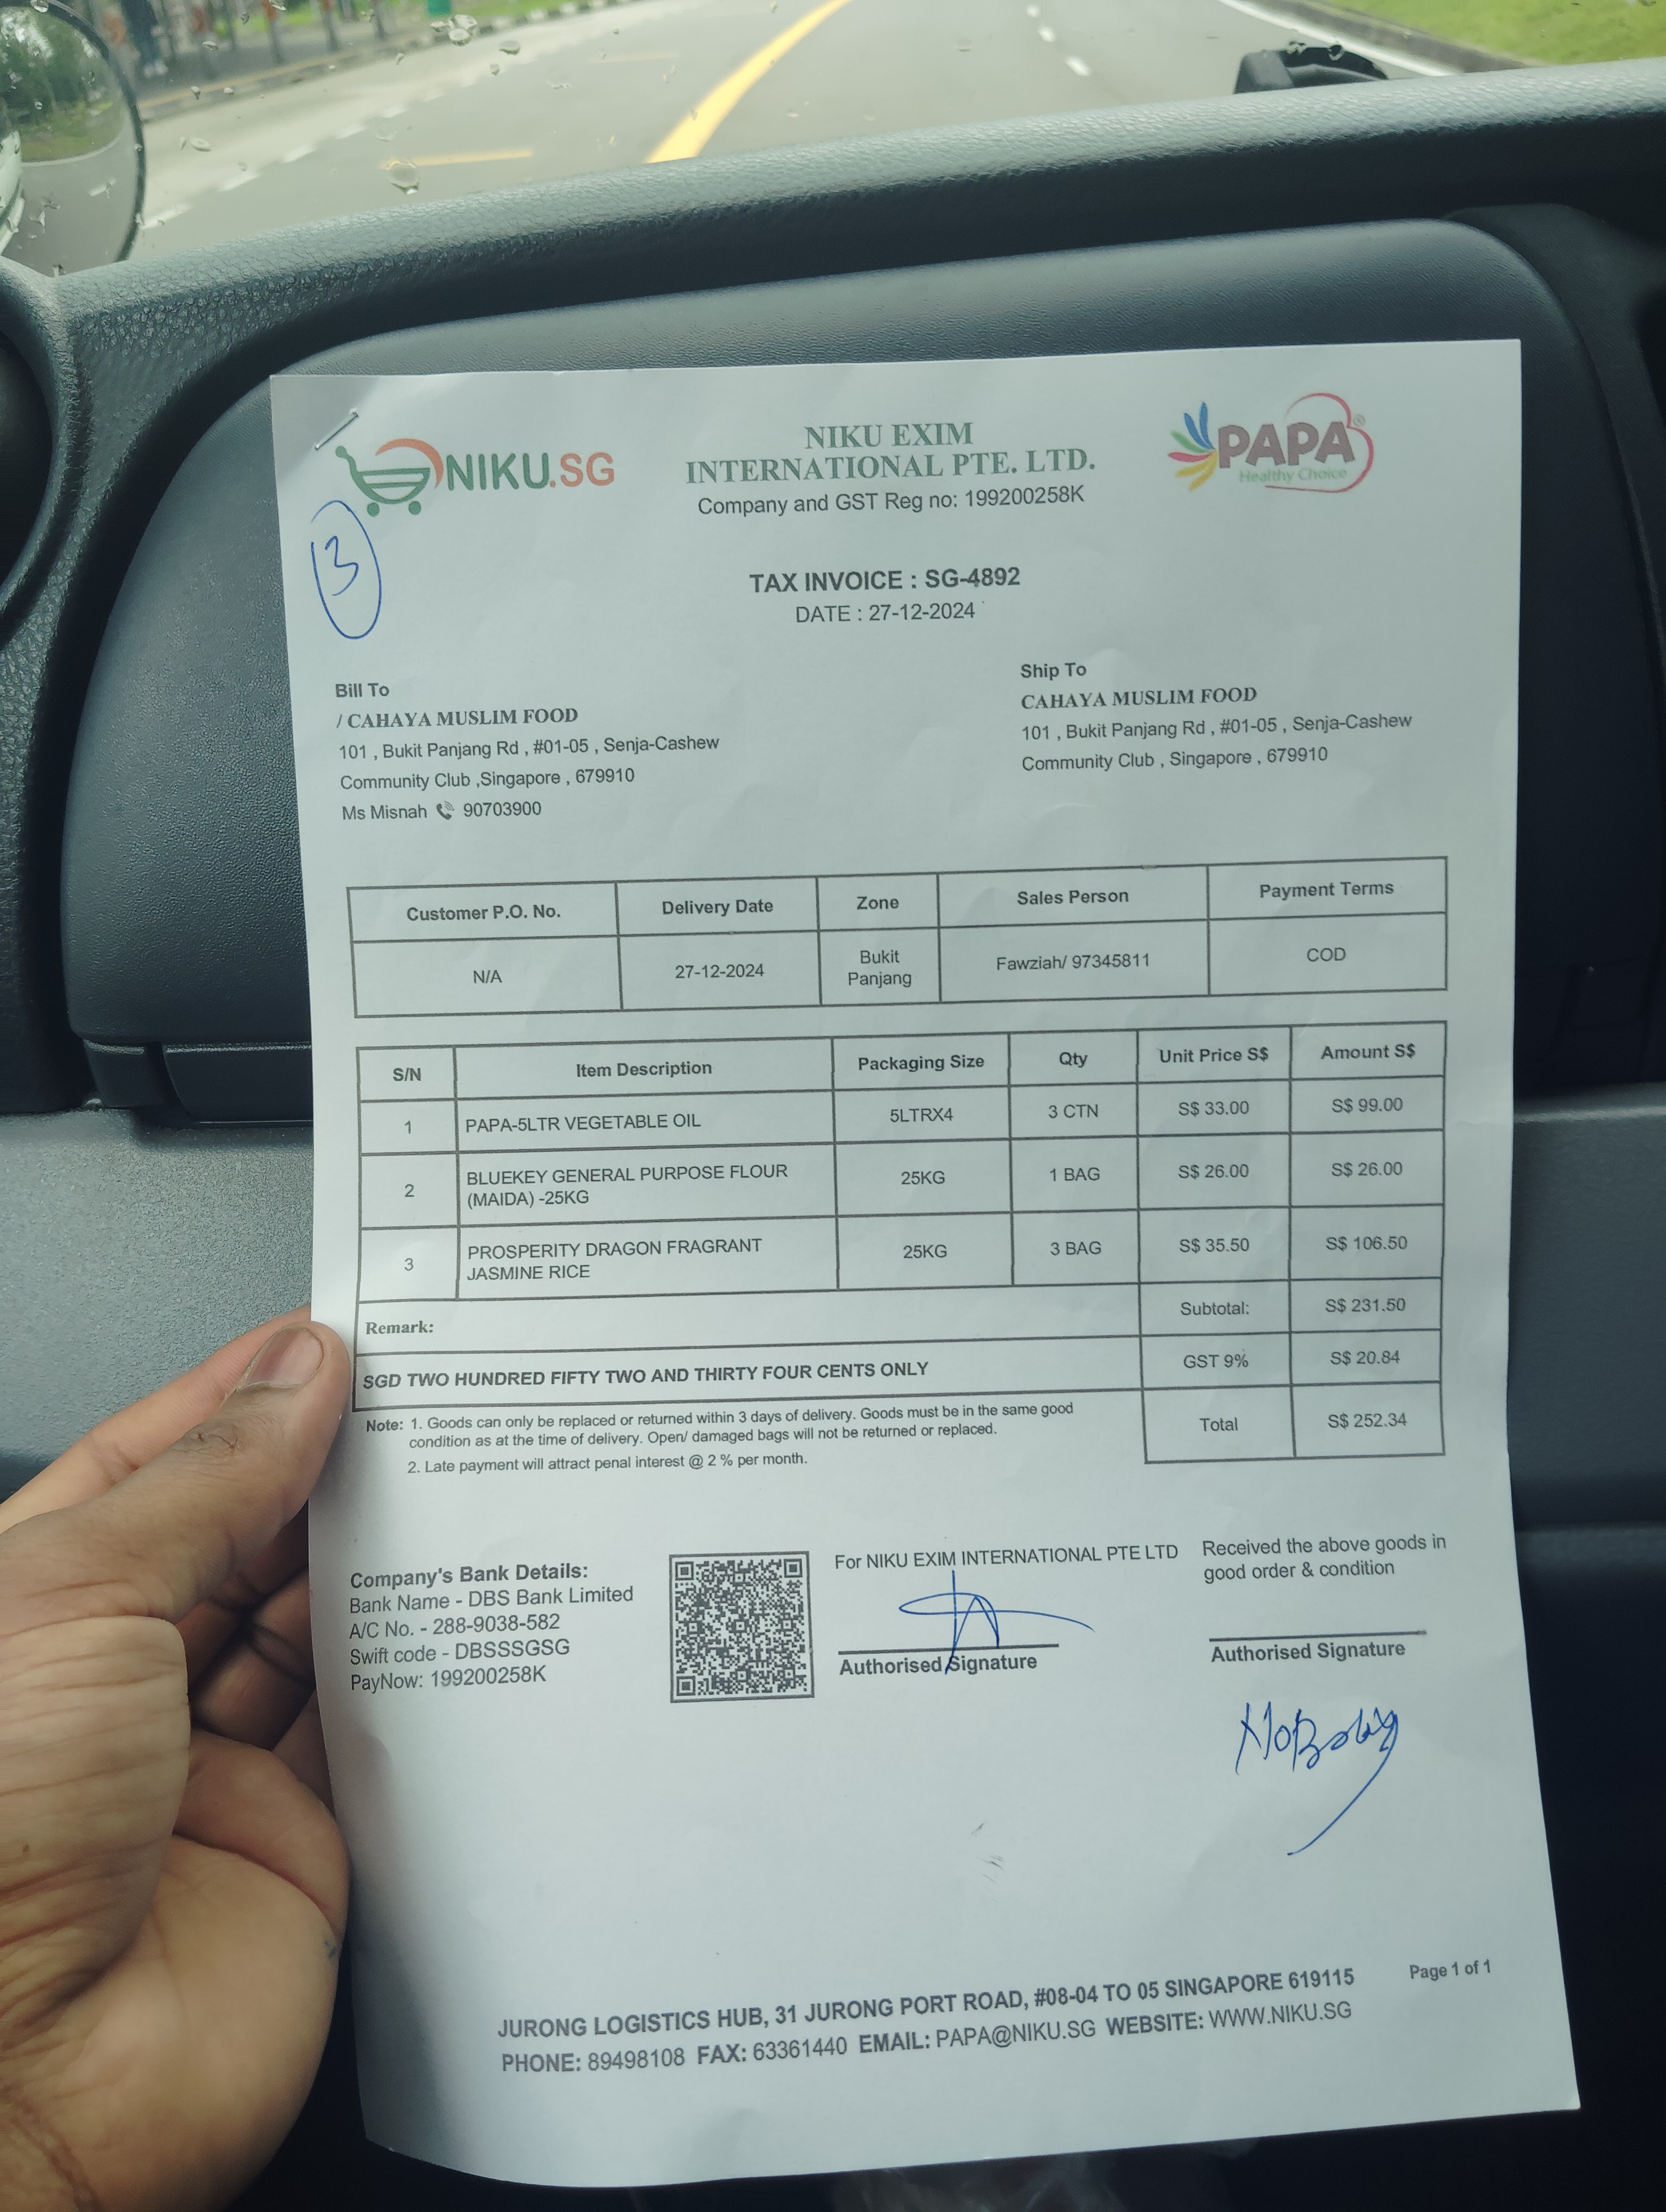 NIKU.SG
NIKU EXIM
INTERNATIONAL PTE. LTD.
Company and GST Reg no: 199200258K
PAPA®
Healthy Choice
3
TAX INVOICE : SG-4892
DATE : 27-12-2024
Bill To
/ CAHAYA MUSLIM FOOD
101 , Bukit Panjang Rd , #01-05 , Senja-Cashew
Community Club ,Singapore , 679910
Ms Misnah 90703900
Ship To
CAHAYA MUSLIM FOOD
101 , Bukit Panjang Rd , #01-05 , Senja-Cashew
Community Club , Singapore , 679910
Customer P.O. No. Delivery Date Zone Sales Person Payment Terms
N/A 27-12-2024 Bukit Panjang Fawziah/ 97345811 COD
S/N Item Description Packaging Size Qty Unit Price S$ Amount S$
1 PAPA-5LTR VEGETABLE OIL 5LTRX4 3 CTN S$ 33.00 S$ 99.00
2 BLUEKEY GENERAL PURPOSE FLOUR (MAIDA) -25KG 25KG 1 BAG S$ 26.00 S$ 26.00
3 PROSPERITY DRAGON FRAGRANT JASMINE RICE 25KG 3 BAG S$ 35.50 S$ 106.50
Remark: Subtotal: S$ 231.50
SGD TWO HUNDRED FIFTY TWO AND THIRTY FOUR CENTS ONLY GST 9% S$ 20.84
Total S$ 252.34
Note: 1. Goods can only be replaced or returned within 3 days of delivery. Goods must be in the same good
condition as at the time of delivery. Open/ damaged bags will not be returned or replaced.
2. Late payment will attract penal interest @ 2 % per month.
Company's Bank Details:
Bank Name - DBS Bank Limited
A/C No. - 288-9038-582
Swift code - DBSSSGSG
PayNow: 199200258K
For NIKU EXIM INTERNATIONAL PTE LTD
Authorised Signature
Received the above goods in
good order & condition
Authorised Signature
JURONG LOGISTICS HUB, 31 JURONG PORT ROAD, #08-04 TO 05 SINGAPORE 619115
PHONE: 89498108 FAX: 63361440 EMAIL: PAPA@NIKU.SG WEBSITE: WWW.NIKU.SG
Page 1 of 1